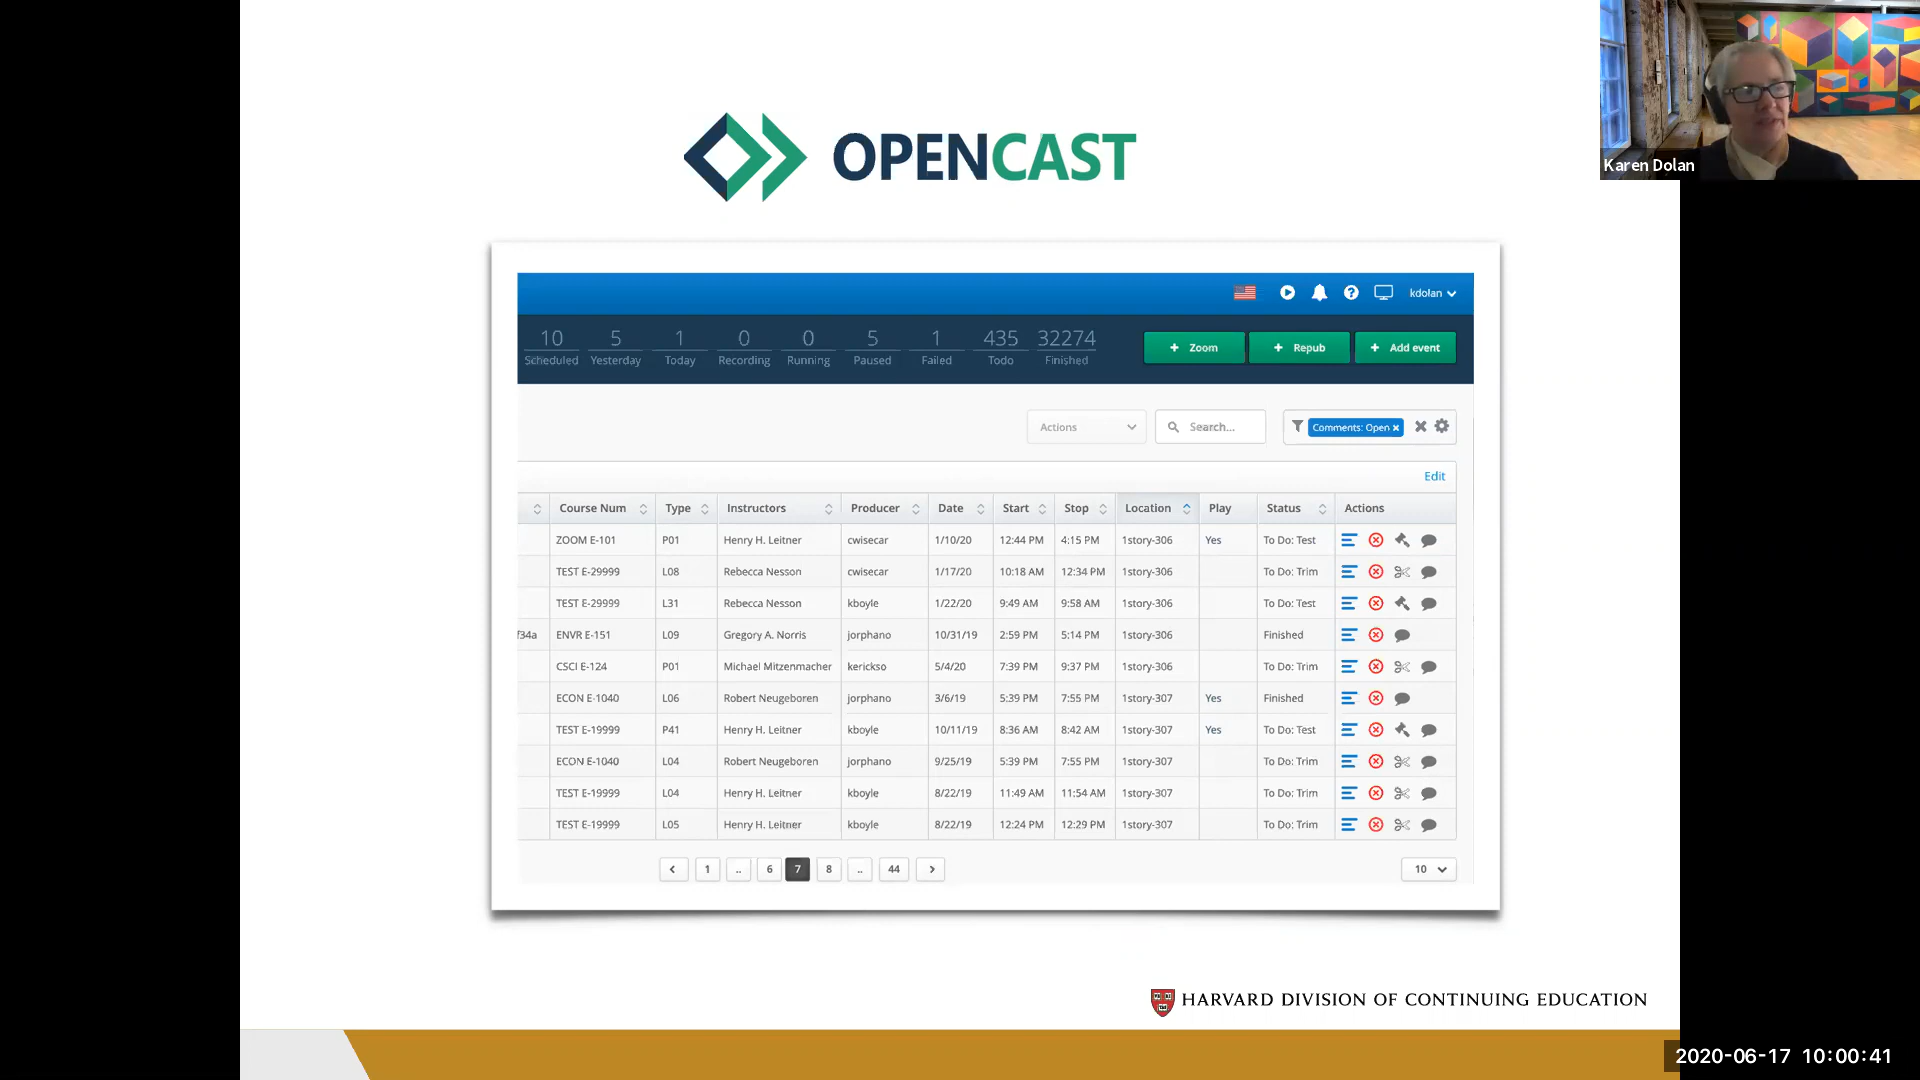 Karen Dolan
OPENCAST
kdolan
10 5 1 0 0 5 1 435 32274
Scheduled Yesterday Today Recording Running Paused Failed Todo Finished
+ Zoom + Repub + Add event
Actions Search... Comments: Open ×
Edit
Course Num Type Instructors Producer Date Start Stop Location Play Status Actions
ZOOM E-101 P01 Henry H. Leitner cwisecar 1/10/20 12:44 PM 4:15 PM 1story-306 Yes To Do: Test
TEST E-29999 L08 Rebecca Nesson cwisecar 1/17/20 10:18 AM 12:34 PM 1story-306 To Do: Trim
TEST E-29999 L31 Rebecca Nesson kboyle 1/22/20 9:49 AM 9:58 AM 1story-306 To Do: Test
f34a ENVR E-151 L09 Gregory A. Norris jorphano 10/31/19 2:59 PM 5:14 PM 1story-306 Finished
CSCI E-124 P01 Michael Mitzenmacher kerickso 5/4/20 7:39 PM 9:37 PM 1story-306 To Do: Trim
ECON E-1040 L06 Robert Neugeboren jorphano 3/6/19 5:39 PM 7:55 PM 1story-307 Yes Finished
TEST E-19999 P41 Henry H. Leitner kboyle 10/11/19 8:36 AM 8:42 AM 1story-307 Yes To Do: Test
ECON E-1040 L04 Robert Neugeboren jorphano 9/25/19 5:39 PM 7:55 PM 1story-307 To Do: Trim
TEST E-19999 L04 Henry H. Leitner kboyle 8/22/19 11:49 AM 11:54 AM 1story-307 To Do: Trim
TEST E-19999 L05 Henry H. Leitner kboyle 8/22/19 12:24 PM 12:29 PM 1story-307 To Do: Trim
< 1 .. 6 7 8 .. 44 > 10
HARVARD DIVISION OF CONTINUING EDUCATION
2020-06-17 10:00:41